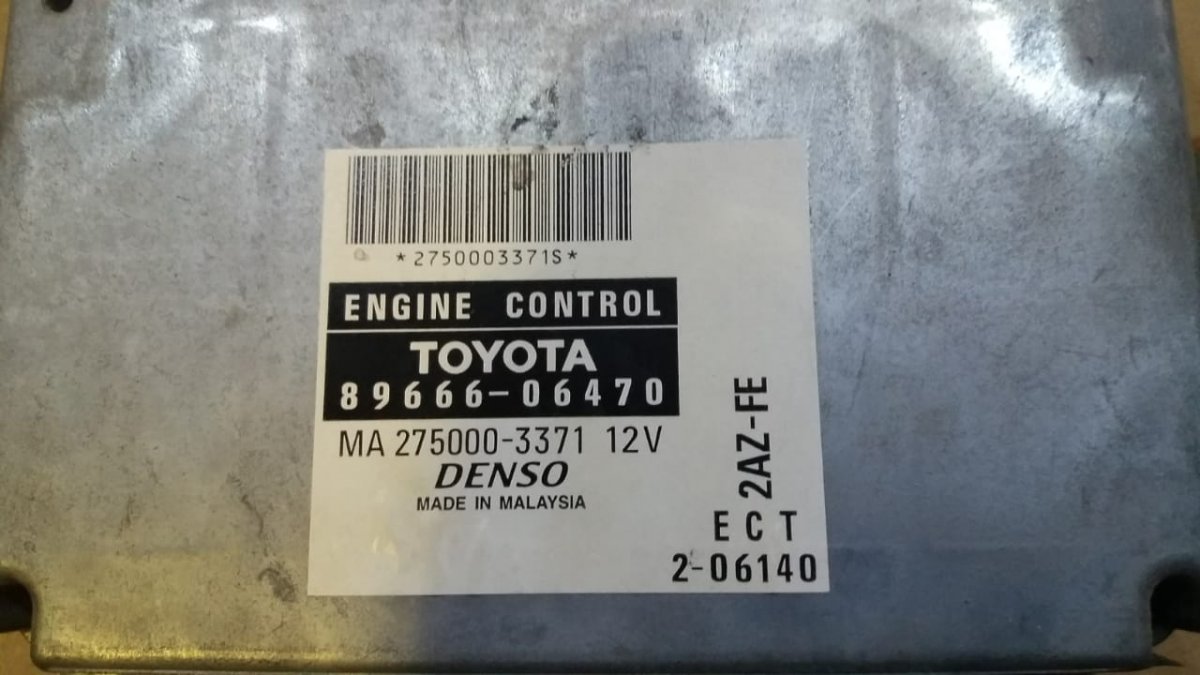 *2750003371S*
ENGINE CONTROL
TOYOTA
89666-06470
MA 275000-3371 12V
DENSO
MADE IN MALAYSIA
2AZ-FE
ECT
2-06140